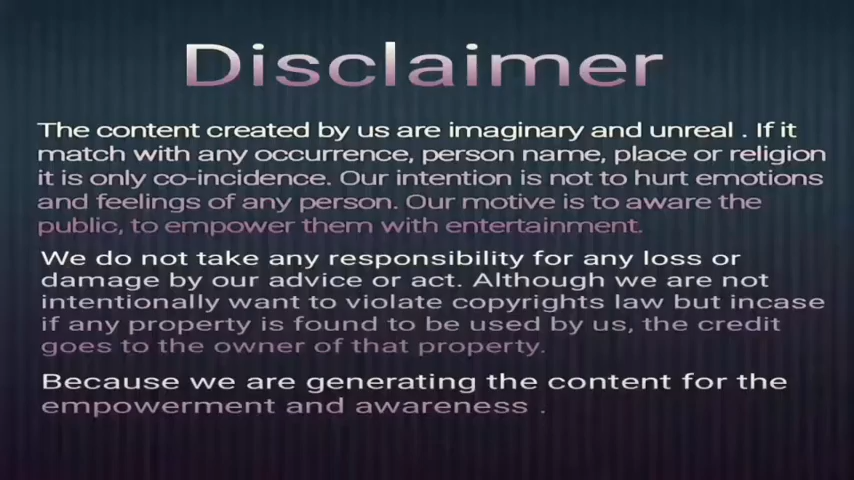 Disclaimer
The content created by us are imaginary and unreal . If it
match with any occurrence, person name, place or religion
it is only co-incidence. Our intention is not to hurt emotions
and feelings of any person. Our motive is to aware the
public, to empower them with entertainment.
We do not take any responsibility for any loss or
damage by our advice or act. Although we are not
intentionally want to violate copyrights law but incase
if any property is found to be used by us, the credit
goes to the owner of that property.
Because we are generating the content for the
empowerment and awareness .